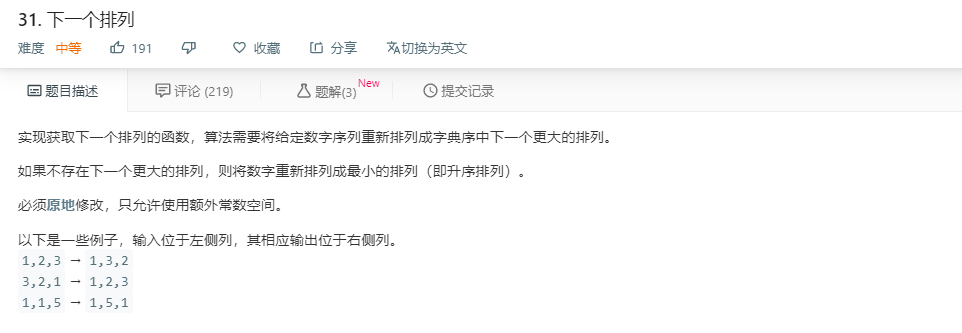 31. 下一个排列
难度 中等 191 收藏 分享 切换为英文
题目描述 评论 (219) 题解(3) New 提交记录
实现获取下一个排列的函数，算法需要将给定数字序列重新排列成字典序中下一个更大的排列。
如果不存在下一个更大的排列，则将数字重新排列成最小的排列（即升序排列）。
必须原地修改，只允许使用额外常数空间。
以下是一些例子，输入位于左侧列，其相应输出位于右侧列。
1,2,3 → 1,3,2
3,2,1 → 1,2,3
1,1,5 → 1,5,1